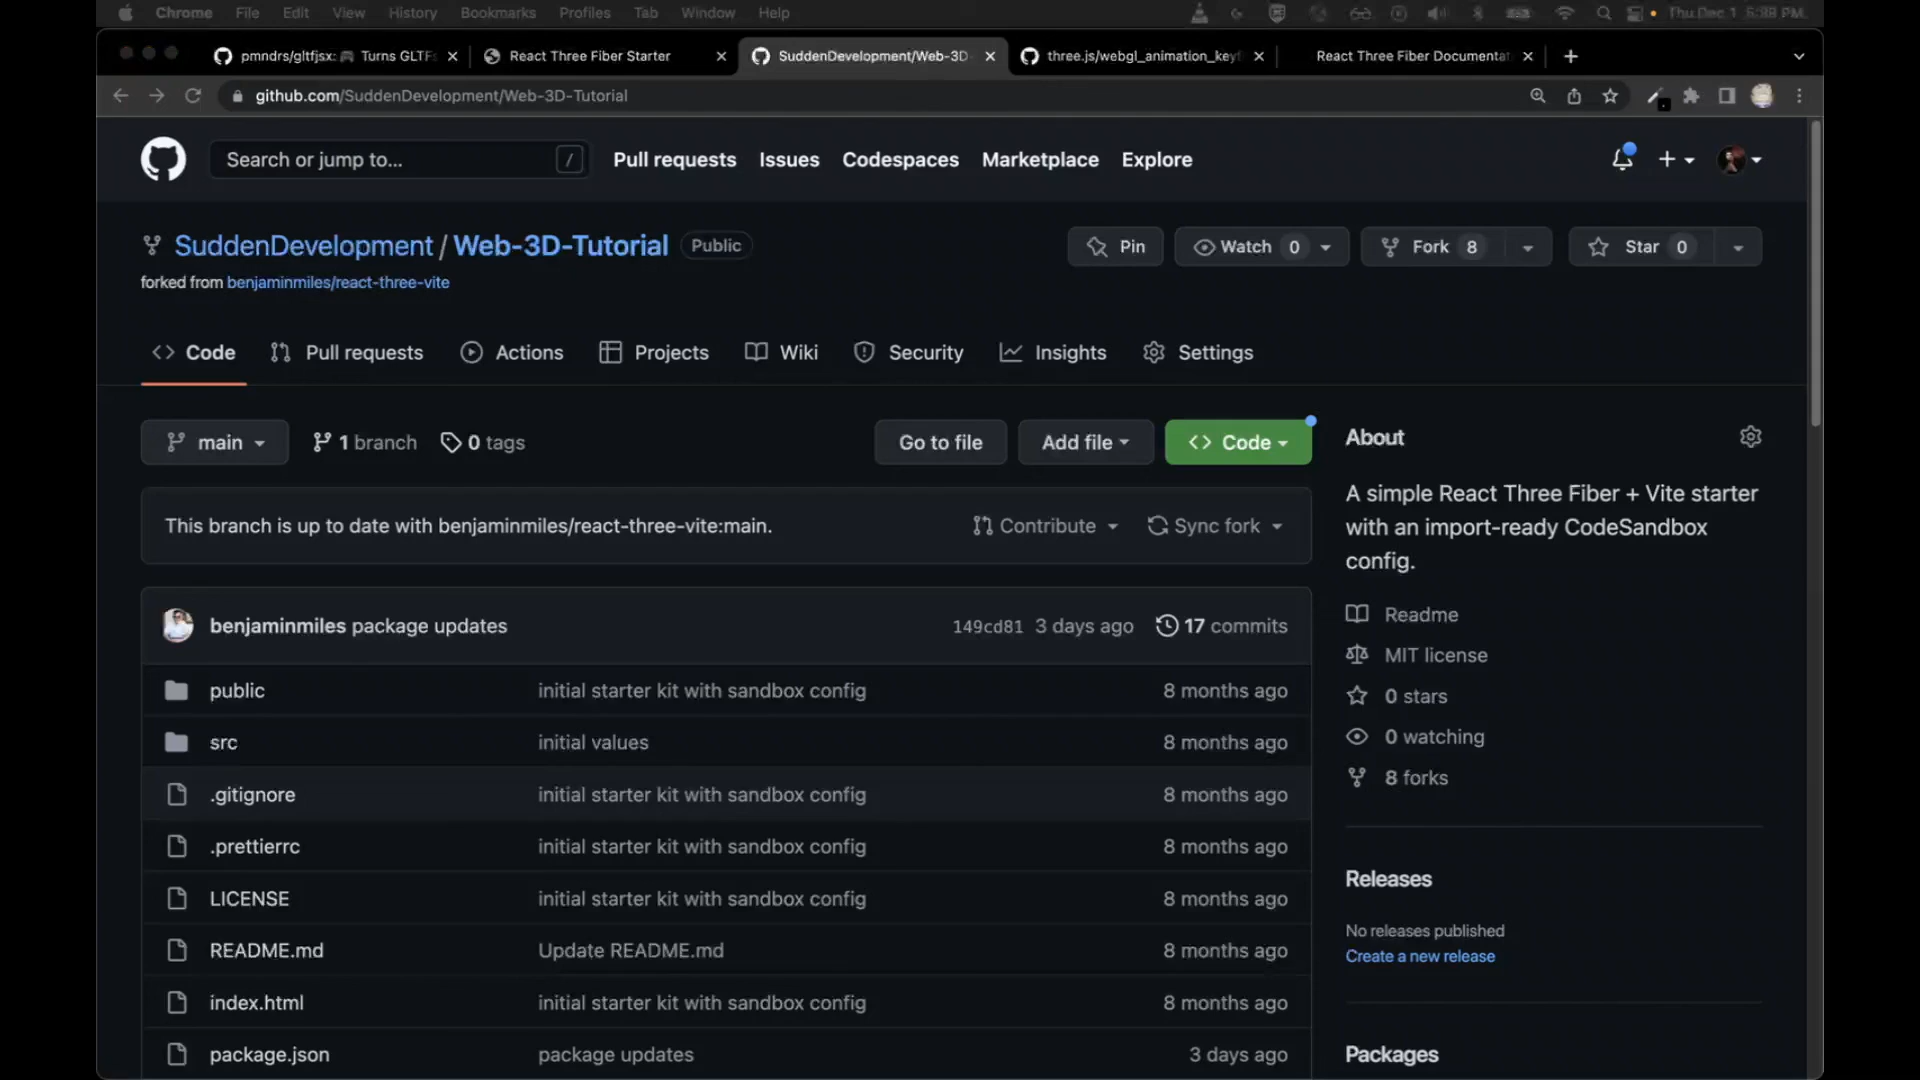 Chrome File Edit View History Bookmarks Profiles Tab Window Help Thu Dec 1
pmndrs/gltfjsx: Turns GLTFs React Three Fiber Starter SuddenDevelopment/Web-3D three.js/webgl_animation_keyf React Three Fiber Documentat
github.com/SuddenDevelopment/Web-3D-Tutorial
Search or jump to... / Pull requests Issues Codespaces Marketplace Explore
SuddenDevelopment / Web-3D-Tutorial Public Pin Watch 0 Fork 8 Star 0
forked from benjaminmiles/react-three-vite
Code Pull requests Actions Projects Wiki Security Insights Settings
main 1 branch 0 tags Go to file Add file Code
This branch is up to date with benjaminmiles/react-three-vite:main. Contribute Sync fork
benjaminmiles package updates 149cd81 3 days ago 17 commits
public initial starter kit with sandbox config 8 months ago
src initial values 8 months ago
.gitignore initial starter kit with sandbox config 8 months ago
.prettierrc initial starter kit with sandbox config 8 months ago
LICENSE initial starter kit with sandbox config 8 months ago
README.md Update README.md 8 months ago
index.html initial starter kit with sandbox config 8 months ago
package.json package updates 3 days ago
About
A simple React Three Fiber + Vite starter
with an import-ready CodeSandbox
config.
Readme
MIT license
0 stars
0 watching
8 forks
Releases
No releases published
Create a new release
Packages